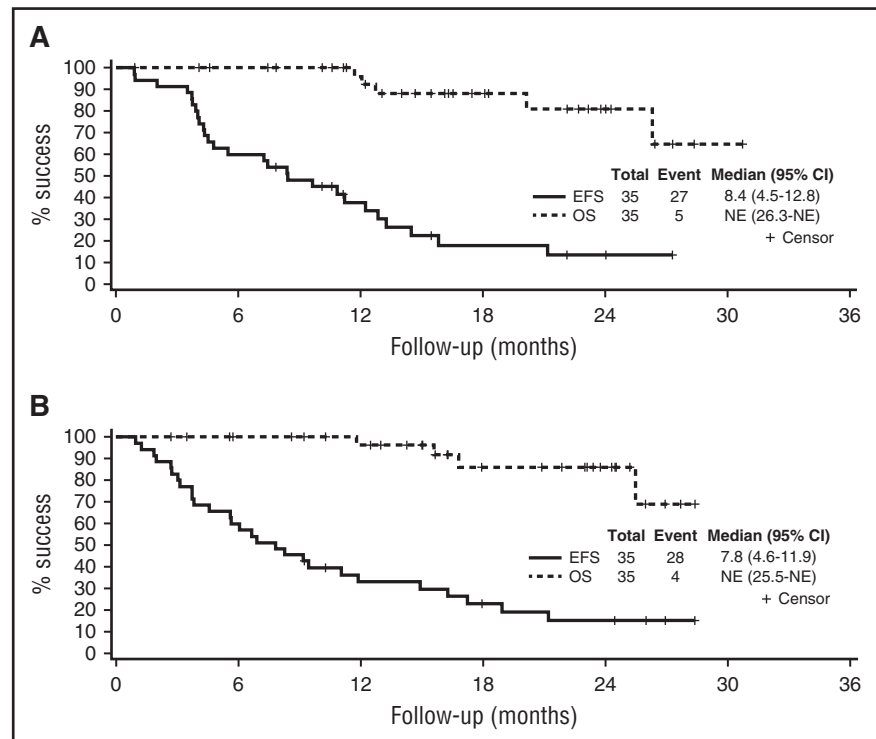 A
100
90
80
70
60
50
40
30
20
10
0
% success
Total Event Median (95% CI)
EFS 35 27 8.4 (4.5-12.8)
OS 35 5 NE (26.3-NE)
+ Censor
0 6 12 18 24 30 36
Follow-up (months)
B
100
90
80
70
60
50
40
30
20
10
0
% success
Total Event Median (95% CI)
EFS 35 28 7.8 (4.6-11.9)
OS 35 4 NE (25.5-NE)
+ Censor
0 6 12 18 24 30 36
Follow-up (months)